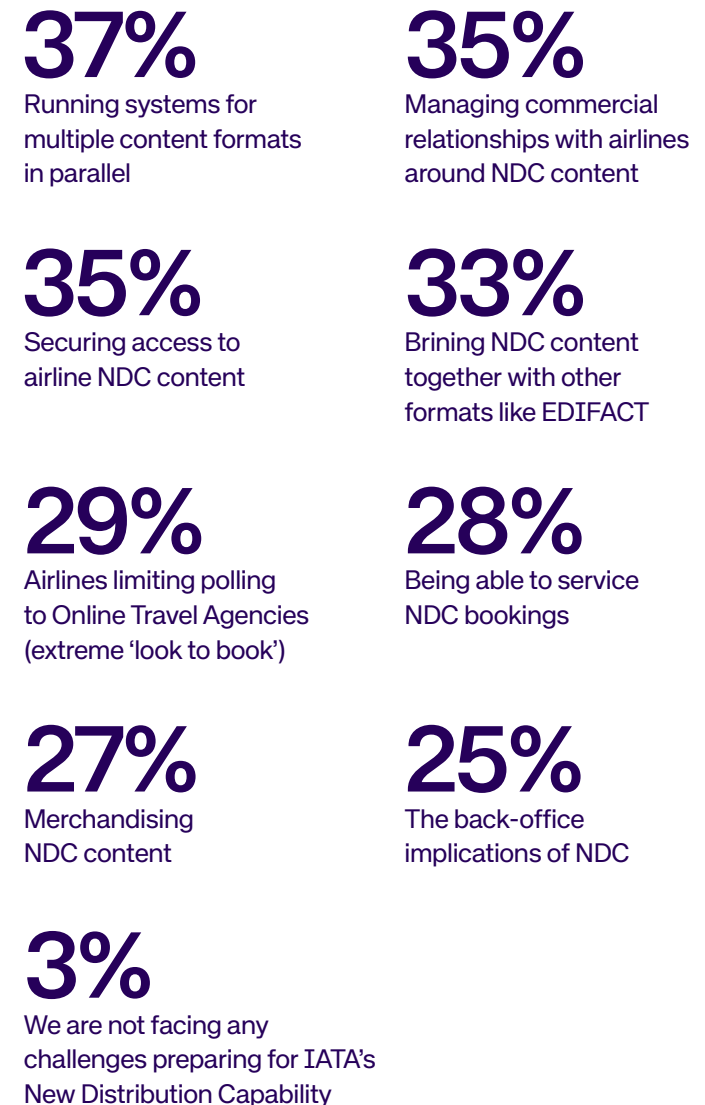 37%
Running systems for
multiple content formats
in parallel
35%
Managing commercial
relationships with airlines
around NDC content
35%
Securing access to
airline NDC content
33%
Brining NDC content
together with other
formats like EDIFACT
29%
Airlines limiting polling
to Online Travel Agencies
(extreme ‘look to book’)
28%
Being able to service
NDC bookings
27%
Merchandising
NDC content
25%
The back-office
implications of NDC
3%
We are not facing any
challenges preparing for IATA’s
New Distribution Capability